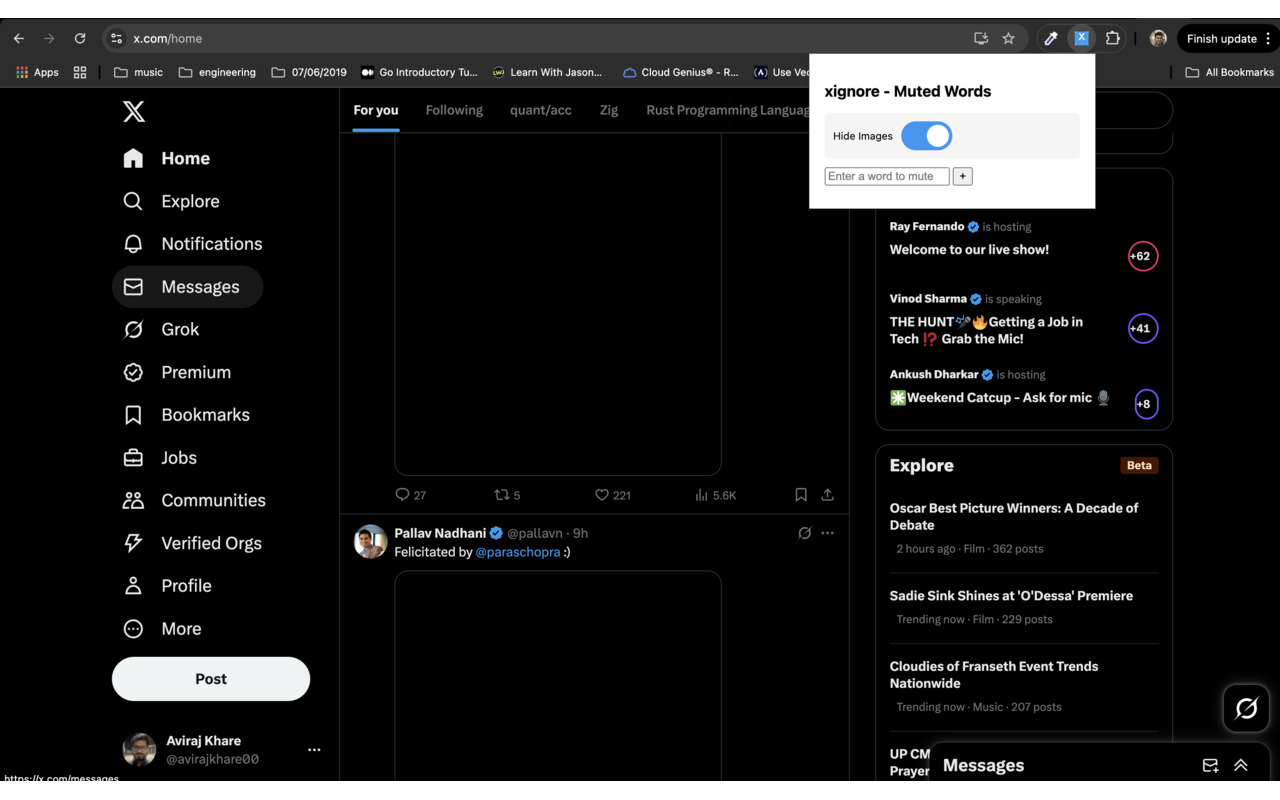 x.com/home
Finish update
Apps
music
engineering
07/06/2019
Go Introductory Tu...
Learn With Jason...
Cloud Genius® - R...
Use Vec
All Bookmarks
xignore - Muted Words
Hide Images
Enter a word to mute
+
For you
Following
quant/acc
Zig
Rust Programming Languag
Home
Explore
Notifications
Messages
Grok
Premium
Bookmarks
Jobs
Communities
Verified Orgs
Profile
More
Post
Aviraj Khare
@avirajkhare00
https://x.com/messages
27
5
221
5.6K
Pallav Nadhani @pallavn · 9h
Felicitated by @paraschopra :)
Ray Fernando is hosting
Welcome to our live show!
+62
Vinod Sharma is speaking
THE HUNT🎤🔥Getting a Job in
Tech ⁉️ Grab the Mic!
+41
Ankush Dharkar is hosting
✳️Weekend Catcup - Ask for mic 🎙️
+8
Explore
Beta
Oscar Best Picture Winners: A Decade of
Debate
2 hours ago · Film · 362 posts
Sadie Sink Shines at 'O'Dessa' Premiere
Trending now · Film · 229 posts
Cloudies of Franseth Event Trends
Nationwide
Trending now · Music · 207 posts
UP CM
Prayer
Messages